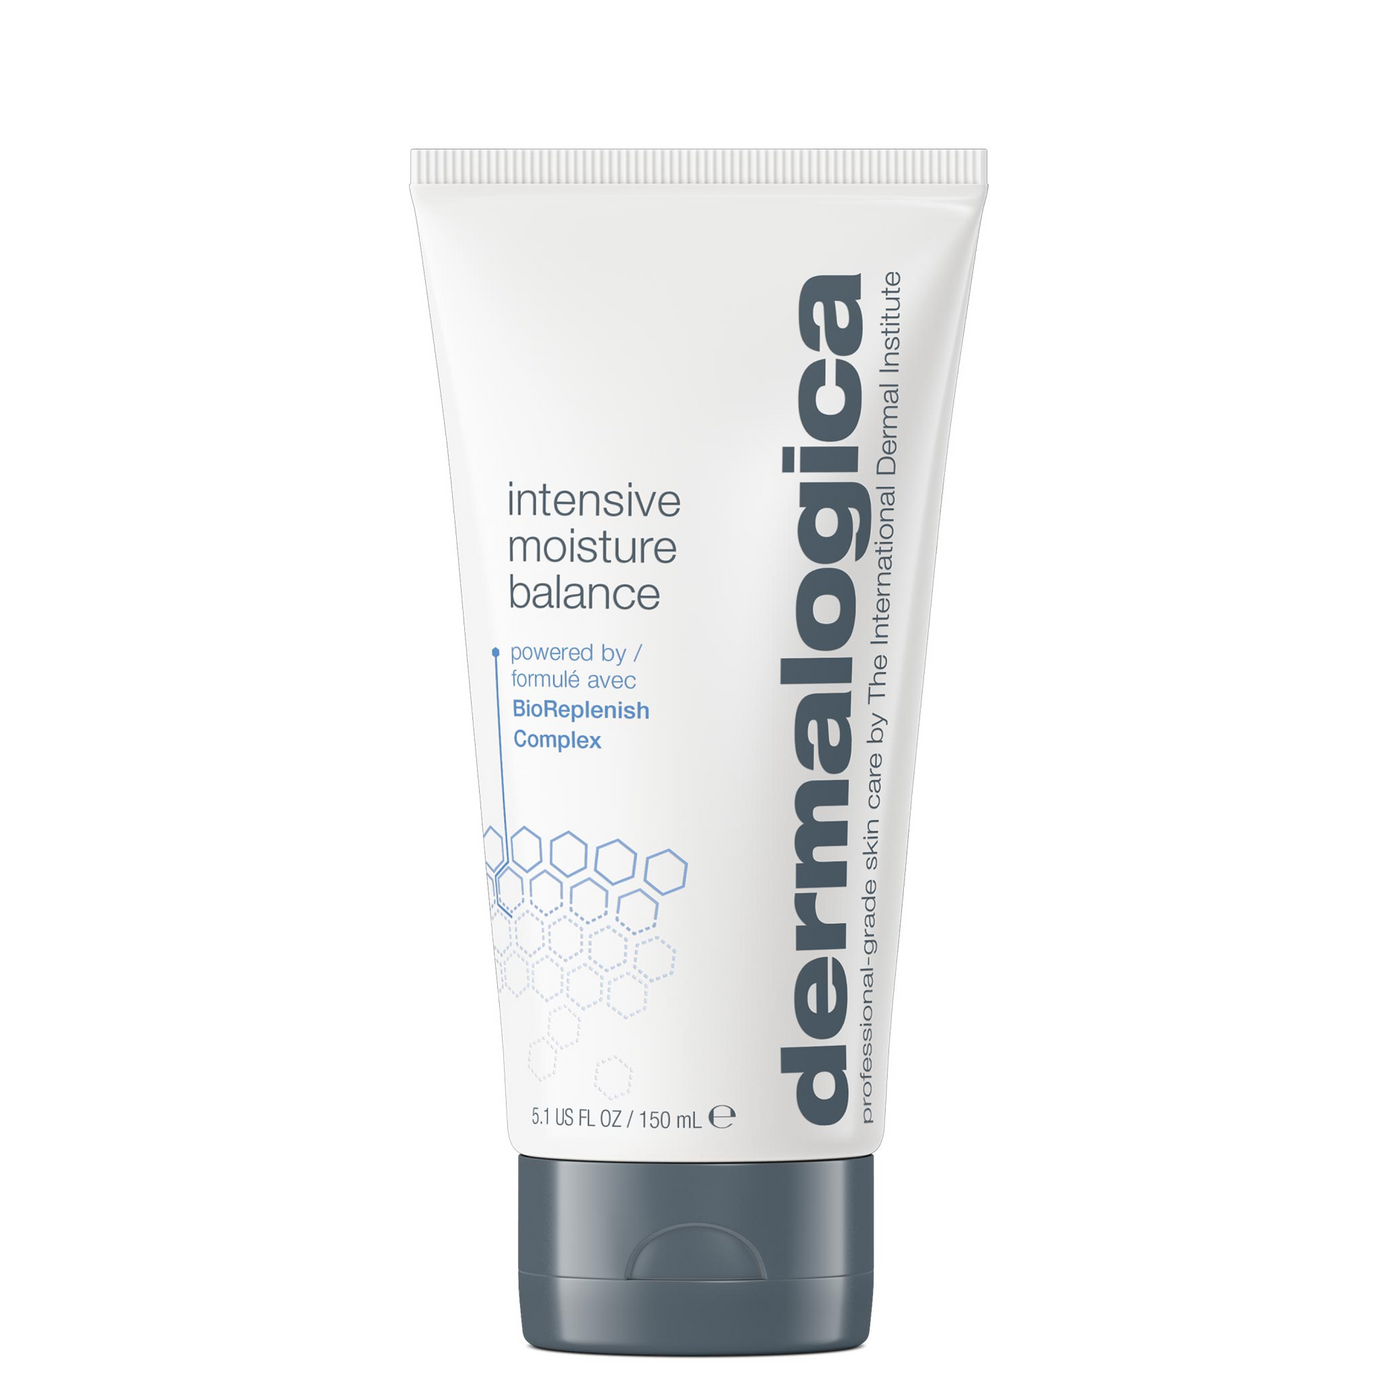 intensive
moisture
balance
powered by /
formulé avec
BioReplenish
Complex
5.1 US FL OZ / 150 mL ℮
dermalogica
professional-grade skin care by The International Dermal Institute